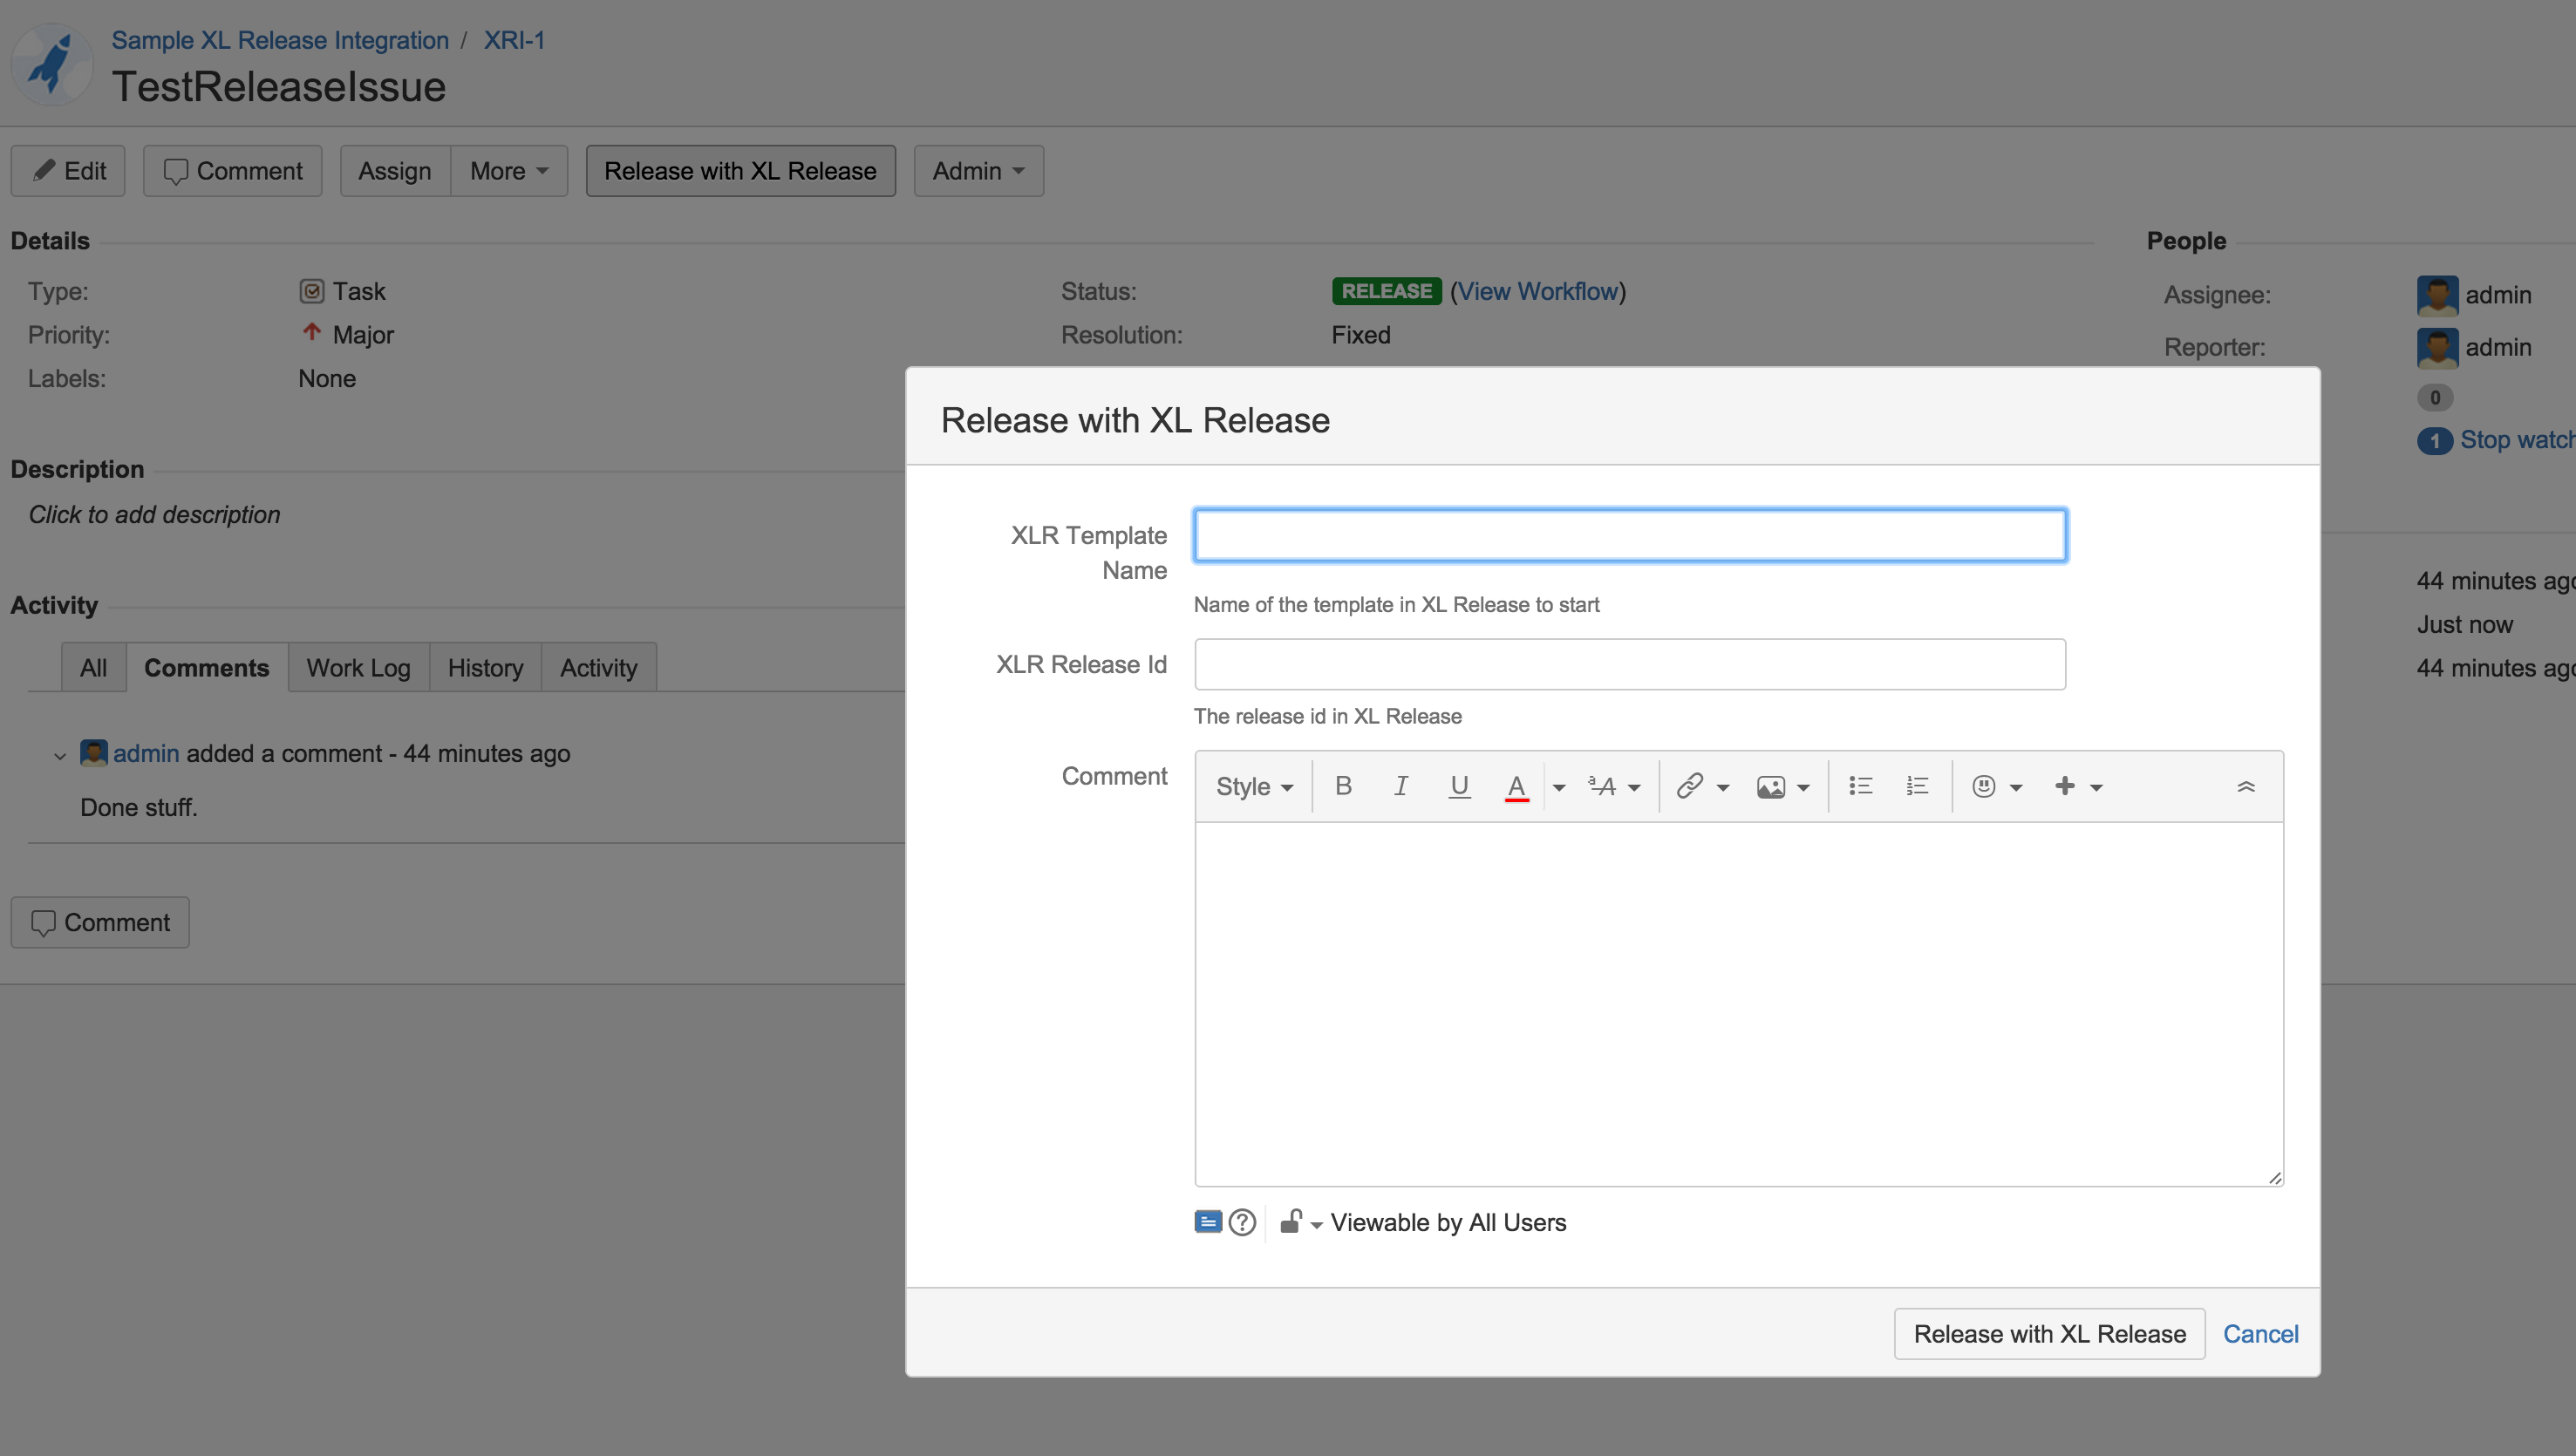 Sample XL Release Integration / XRI-1
TestReleaseIssue
Edit Comment Assign More Release with XL Release Admin
Details
Type: Task
Priority: Major
Labels: None
Status: RELEASE (View Workflow)
Resolution: Fixed
People
Assignee: admin
Reporter: admin
0
1 Stop watch
Description
Click to add description
44 minutes ago
Just now
44 minutes ago
Activity
All Comments Work Log History Activity
admin added a comment - 44 minutes ago
Done stuff.
Comment
Release with XL Release
XLR Template
Name
Name of the template in XL Release to start
XLR Release Id
The release id in XL Release
Comment
Style B I U A ªA
Viewable by All Users
Release with XL Release Cancel